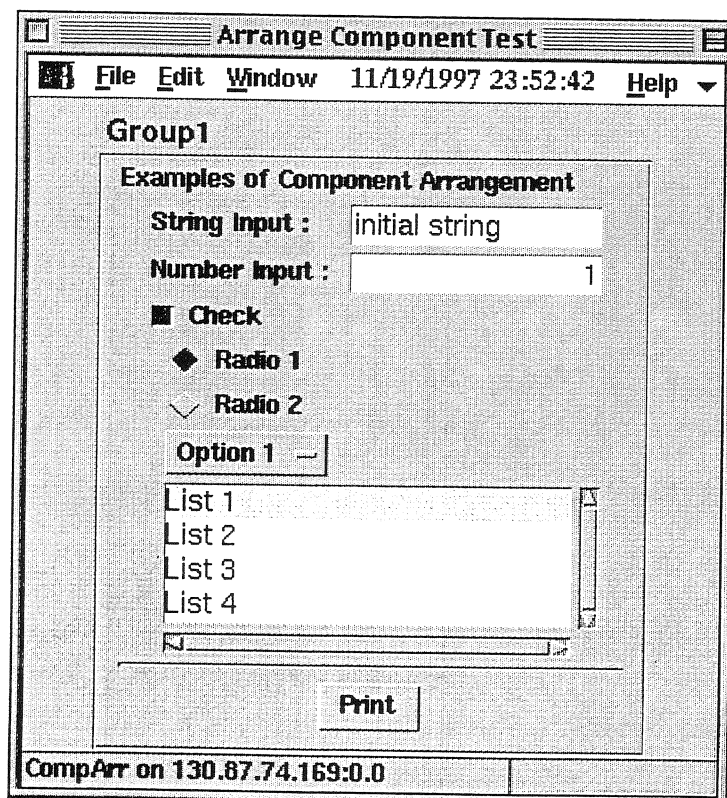 Arrange Component Test
File Edit Window 11/19/1997 23:52:42 Help
Group1
Examples of Component Arrangement
String Input : initial string
Number Input : 1
Check
Radio 1
Radio 2
Option 1
List 1
List 2
List 3
List 4
Print
CompArr on 130.87.74.169:0.0